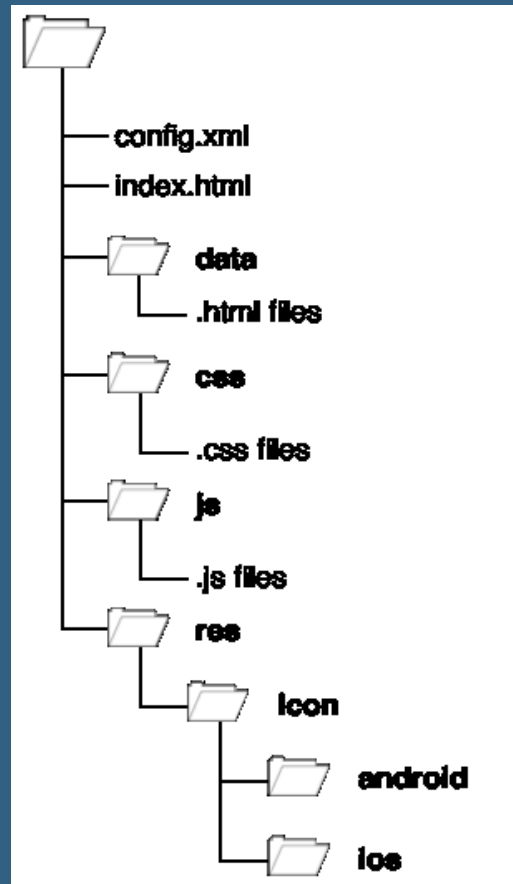 config.xml
index.html
data
.html files
css
.css files
js
.js files
res
icon
android
ios